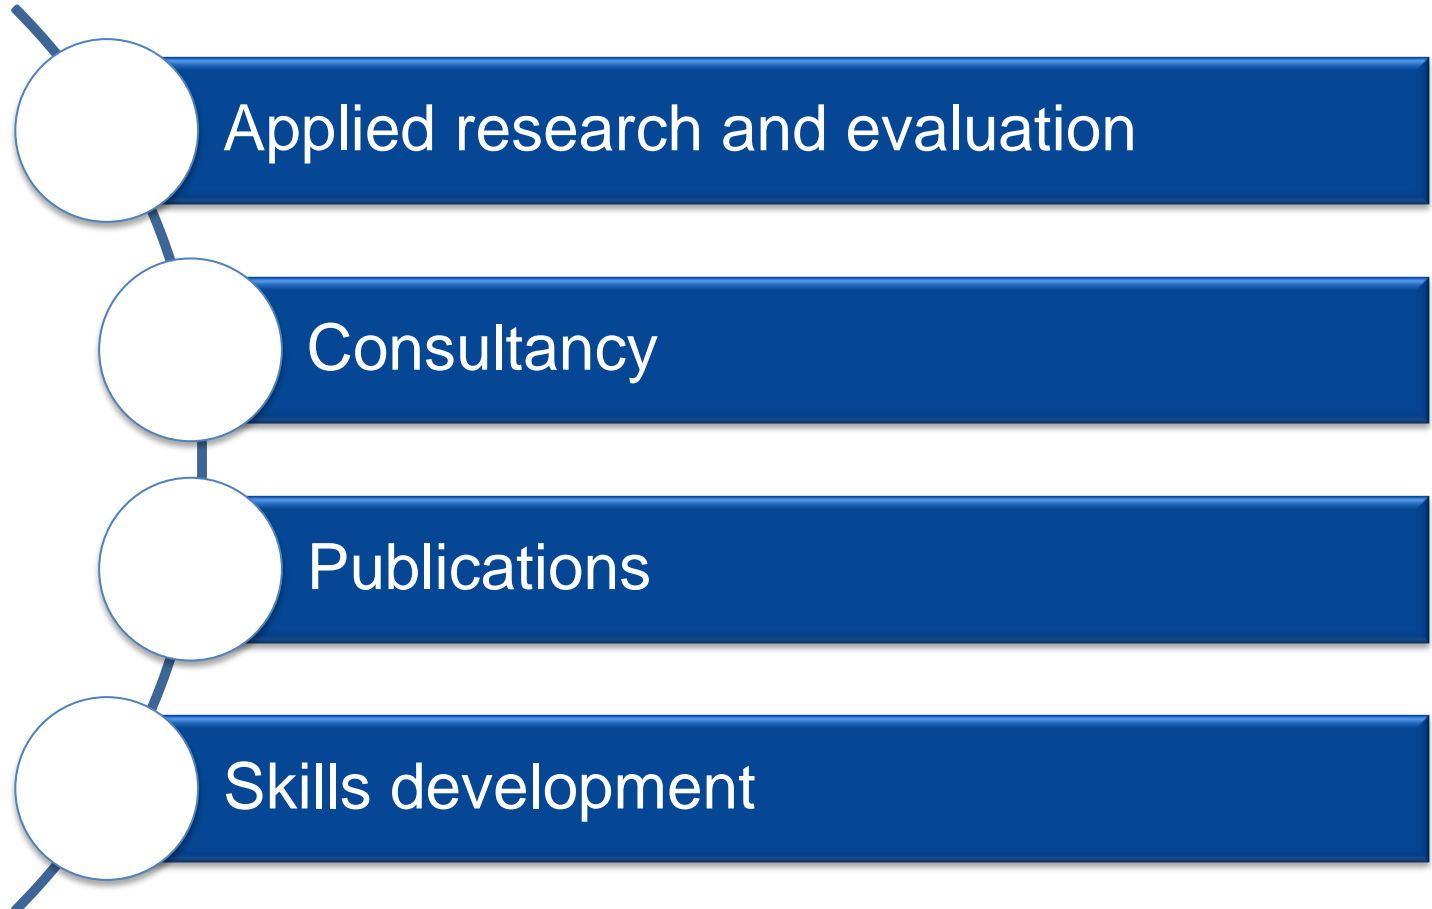 Applied research and evaluation
Consultancy
Publications
Skills development